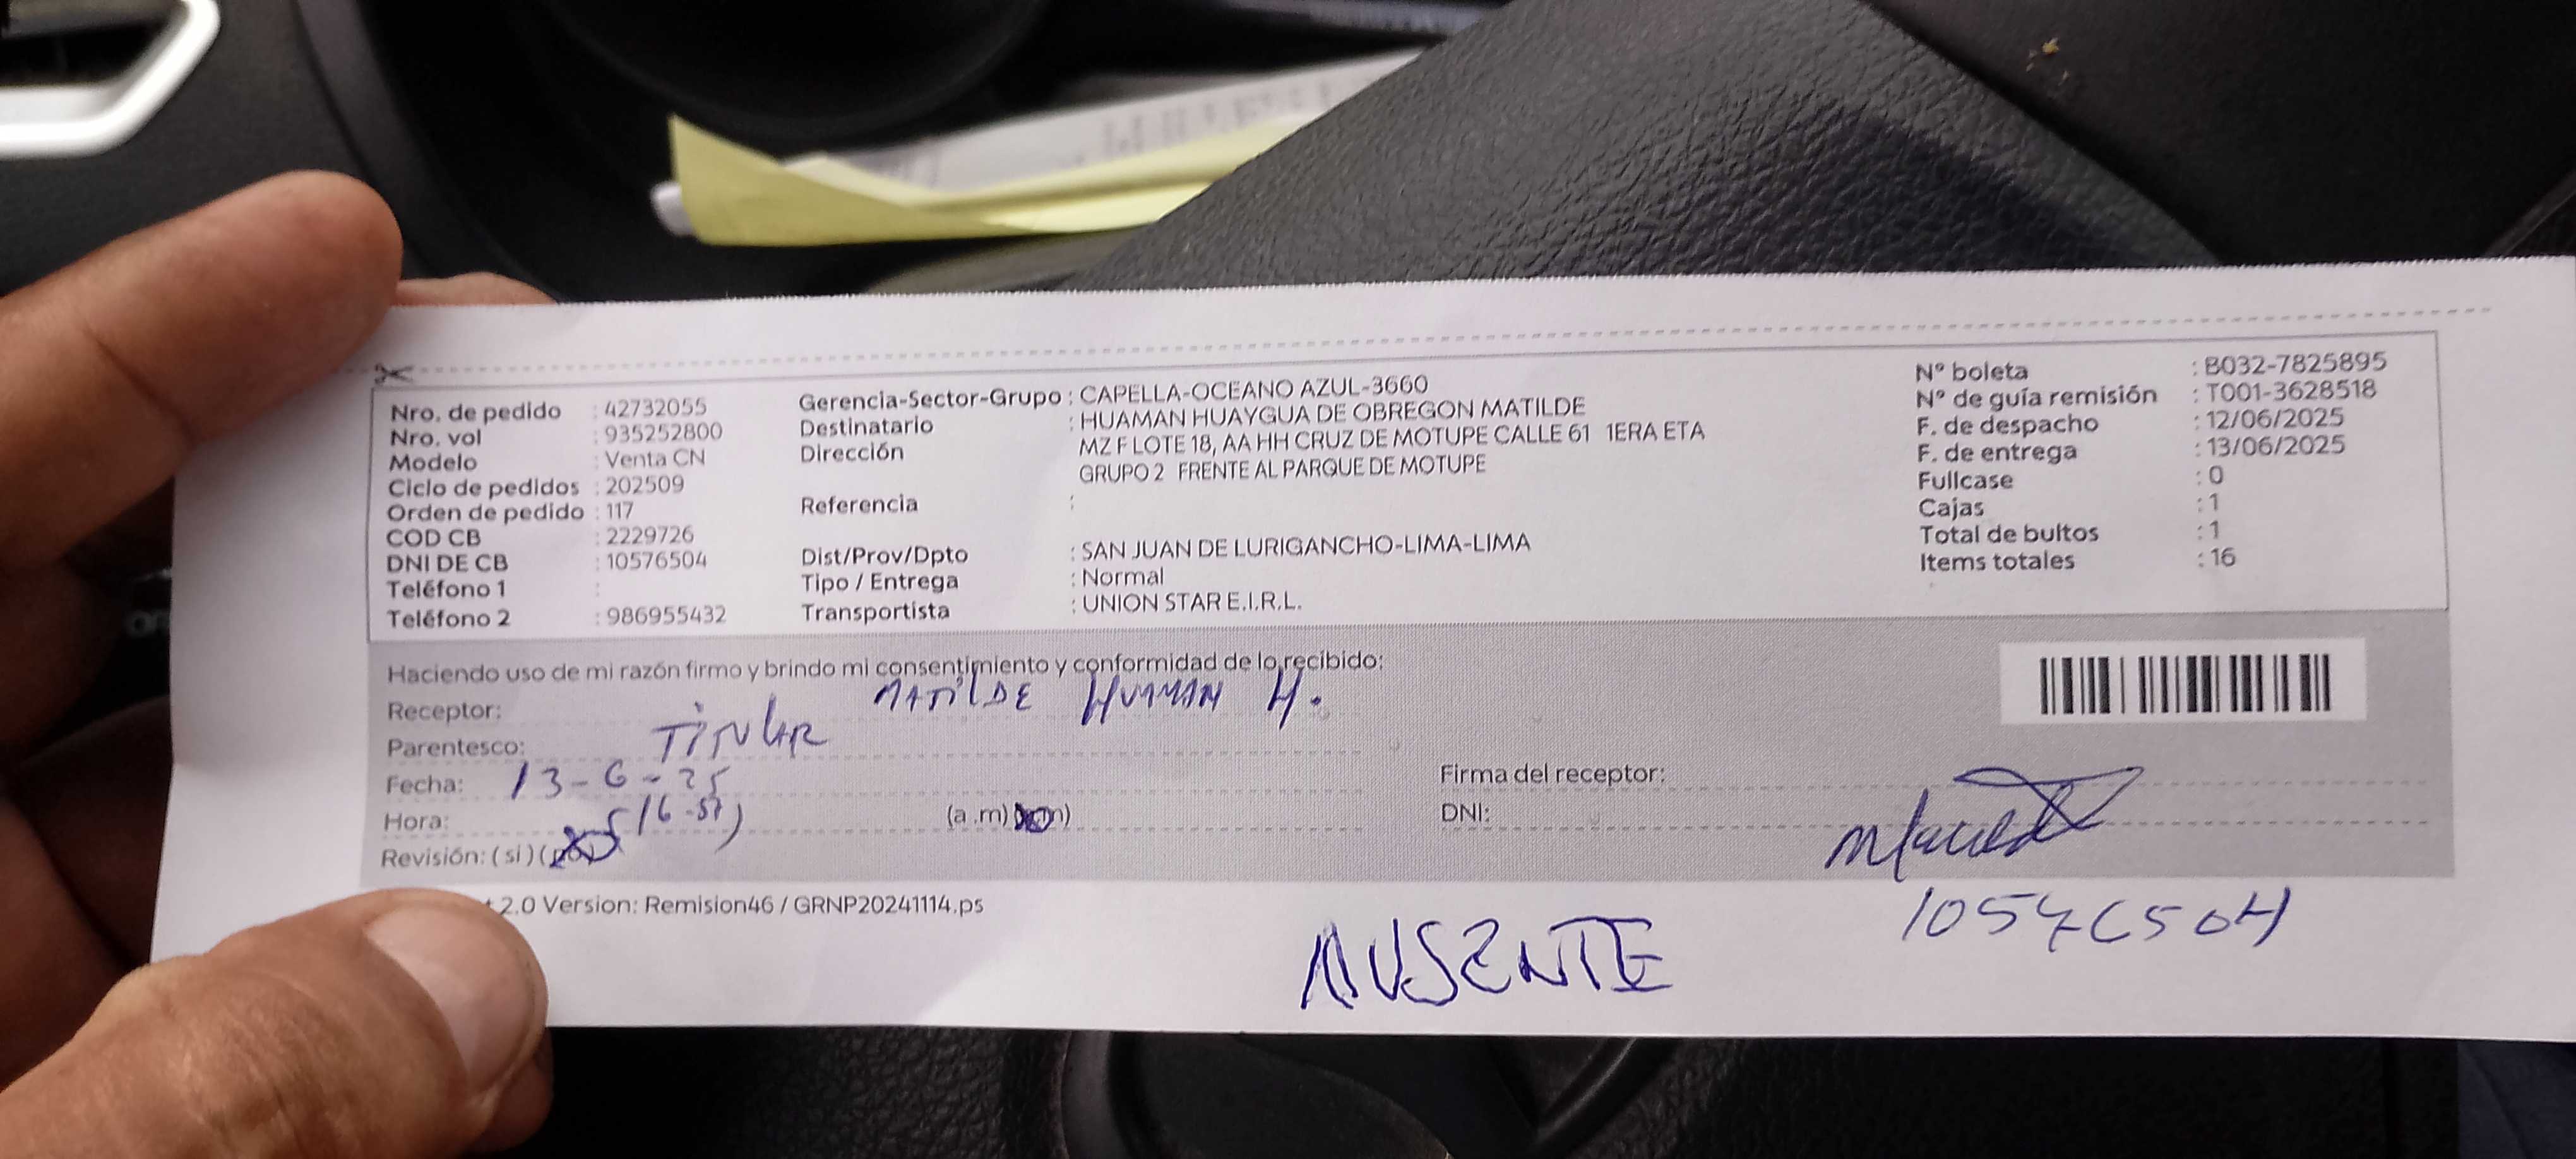 Nro. de pedido : 42732055
Nro. vol : 935252800
Modelo : Venta CN
Ciclo de pedidos : 202509
Orden de pedido : 117
COD CB : 2229726
DNI DE CB : 10576504
Teléfono 1 :
Teléfono 2 : 986955432
Gerencia-Sector-Grupo : CAPELLA-OCEANO AZUL-3660
Destinatario : HUAMAN HUAYGUA DE OBREGON MATILDE
Dirección MZ F LOTE 18, AA HH CRUZ DE MOTUPE CALLE 61 1ERA ETA
GRUPO 2 FRENTE AL PARQUE DE MOTUPE
Referencia :
Dist/Prov/Dpto : SAN JUAN DE LURIGANCHO-LIMA-LIMA
Tipo / Entrega : Normal
Transportista : UNION STAR E.I.R.L.
N° boleta : B032-7825895
N° de guía remisión : T001-3628518
F. de despacho : 12/06/2025
F. de entrega : 13/06/2025
Fullcase : 0
Cajas : 1
Total de bultos : 1
Items totales : 16
Haciendo uso de mi razón firmo y brindo mi consentimiento y conformidad de lo recibido:
Receptor: MATILDE HUAMAN H.
Parentesco: TITULAR
Fecha: 13-6-25
Hora: (a .m)
Revisión: ( si )
Firma del receptor:
DNI:
10576504
2.0 Version: Remision46 / GRNP20241114.ps
AUSENTE